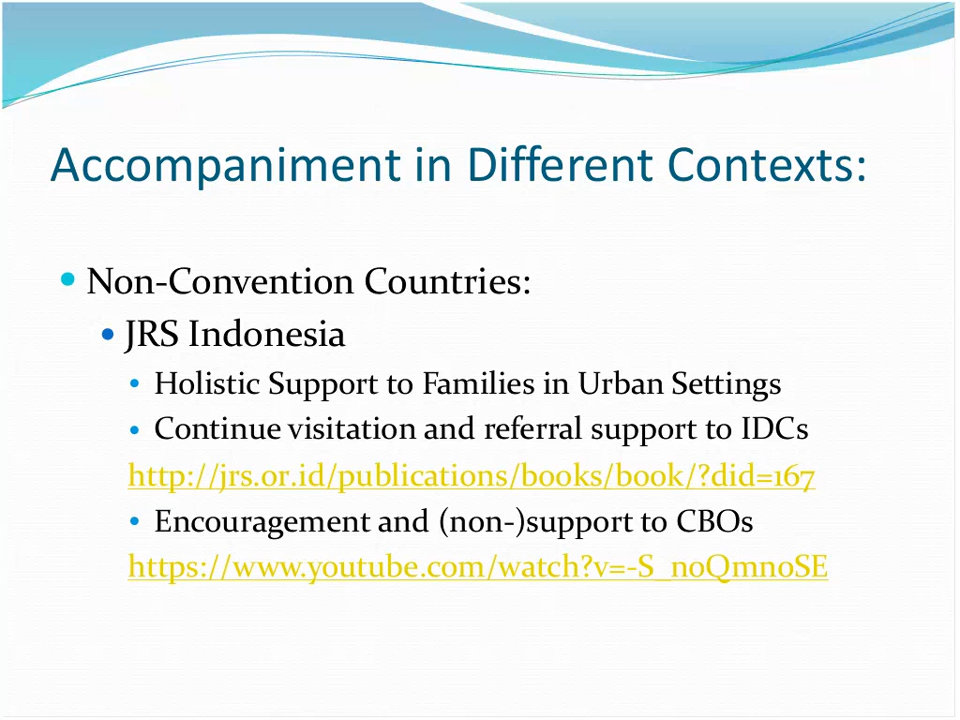 Accompaniment in Different Contexts:
• Non-Convention Countries:
• JRS Indonesia
• Holistic Support to Families in Urban Settings
• Continue visitation and referral support to IDCs
http://jrs.or.id/publications/books/book/?did=167
• Encouragement and (non-)support to CBOs
https://www.youtube.com/watch?v=-S_noQmnoSE